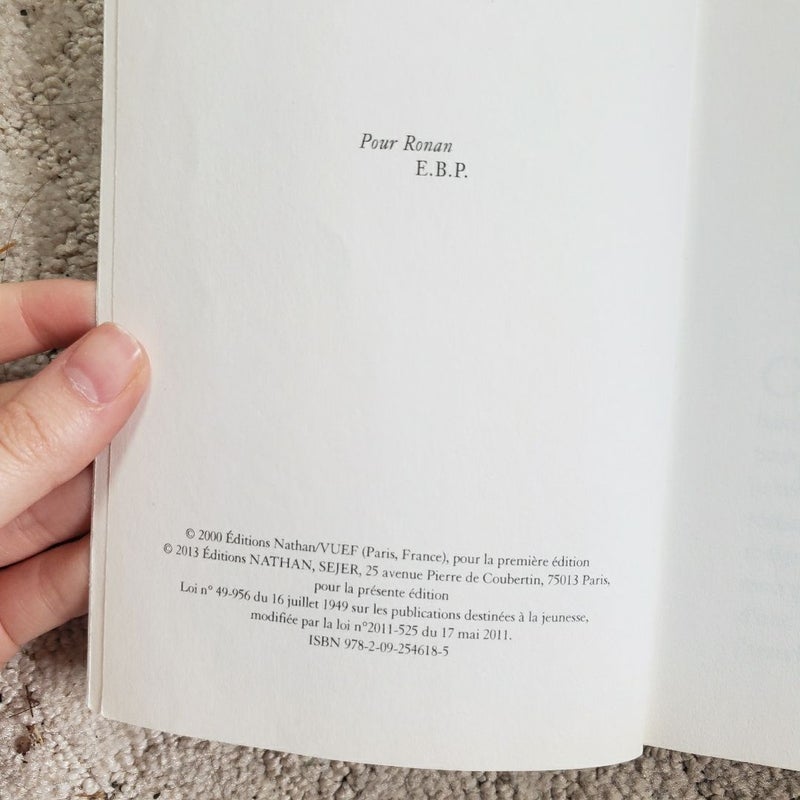 Pour Ronan
E.B.P.
© 2000 Éditions Nathan/VUEF (Paris, France), pour la première édition
© 2013 Éditions NATHAN, SEJER, 25 avenue Pierre de Coubertin, 75013 Paris,
pour la présente édition
Loi n° 49-956 du 16 juillet 1949 sur les publications destinées à la jeunesse,
modifiée par la loi n°2011-525 du 17 mai 2011.
ISBN 978-2-09-254618-5